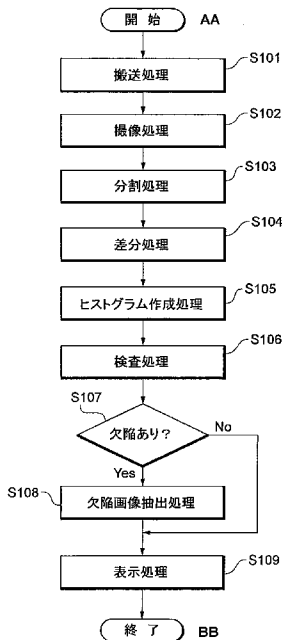 開 始 AA
S101
搬送処理
S102
撮像処理
S103
分割処理
S104
差分処理
S105
ヒストグラム作成処理
S106
検査処理
S107
欠陥あり?
No
Yes
S108
欠陥画像抽出処理
S109
表示処理
終 了 BB